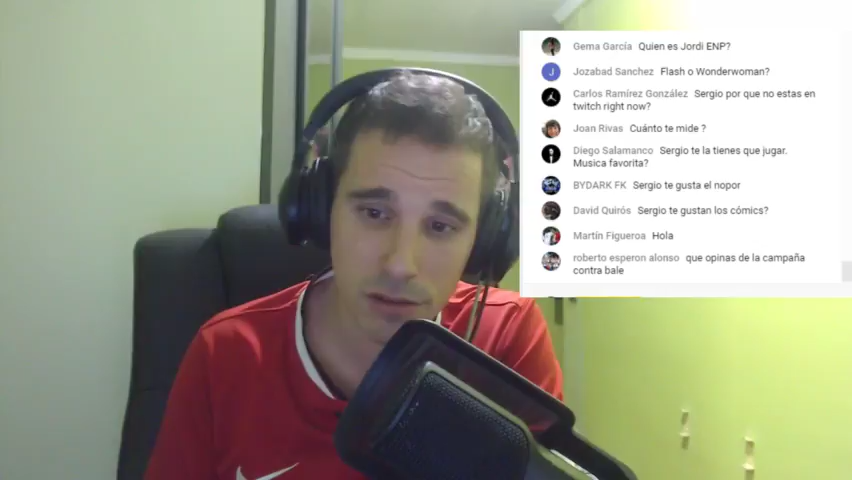 Gema García Quien es Jordi ENP?
J Jozabad Sanchez Flash o Wonderwoman?
Carlos Ramírez González Sergio por que no estas en
twitch right now?
Joan Rivas Cuánto te mide ?
Diego Salamanco Sergio te la tienes que jugar.
Musica favorita?
BYDARK FK Sergio te gusta el nopor
David Quirós Sergio te gustan los cómics?
Martín Figueroa Hola
roberto esperon alonso que opinas de la campaña
contra bale